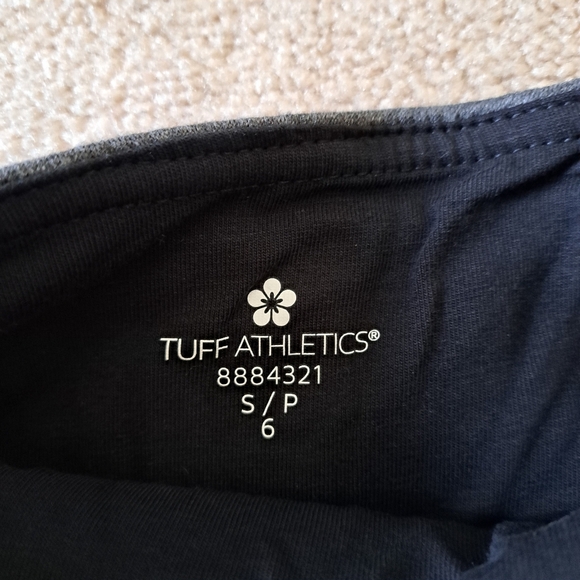 TUFF ATHLETICS®
8884321
S / P
6